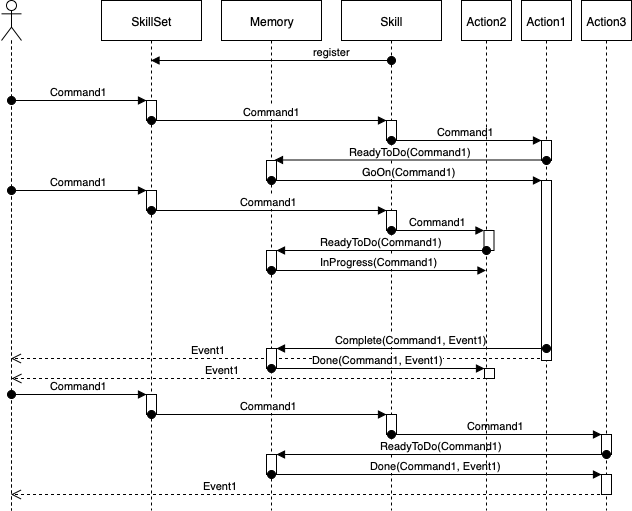 SkillSet
Memory
Skill
Action2
Action1
Action3
register
Command1
Command1
Command1
ReadyToDo(Command1)
GoOn(Command1)
Command1
Command1
Command1
ReadyToDo(Command1)
InProgress(Command1)
Complete(Command1, Event1)
Event1
Done(Command1, Event1)
Event1
Command1
Command1
Command1
ReadyToDo(Command1)
Done(Command1, Event1)
Event1